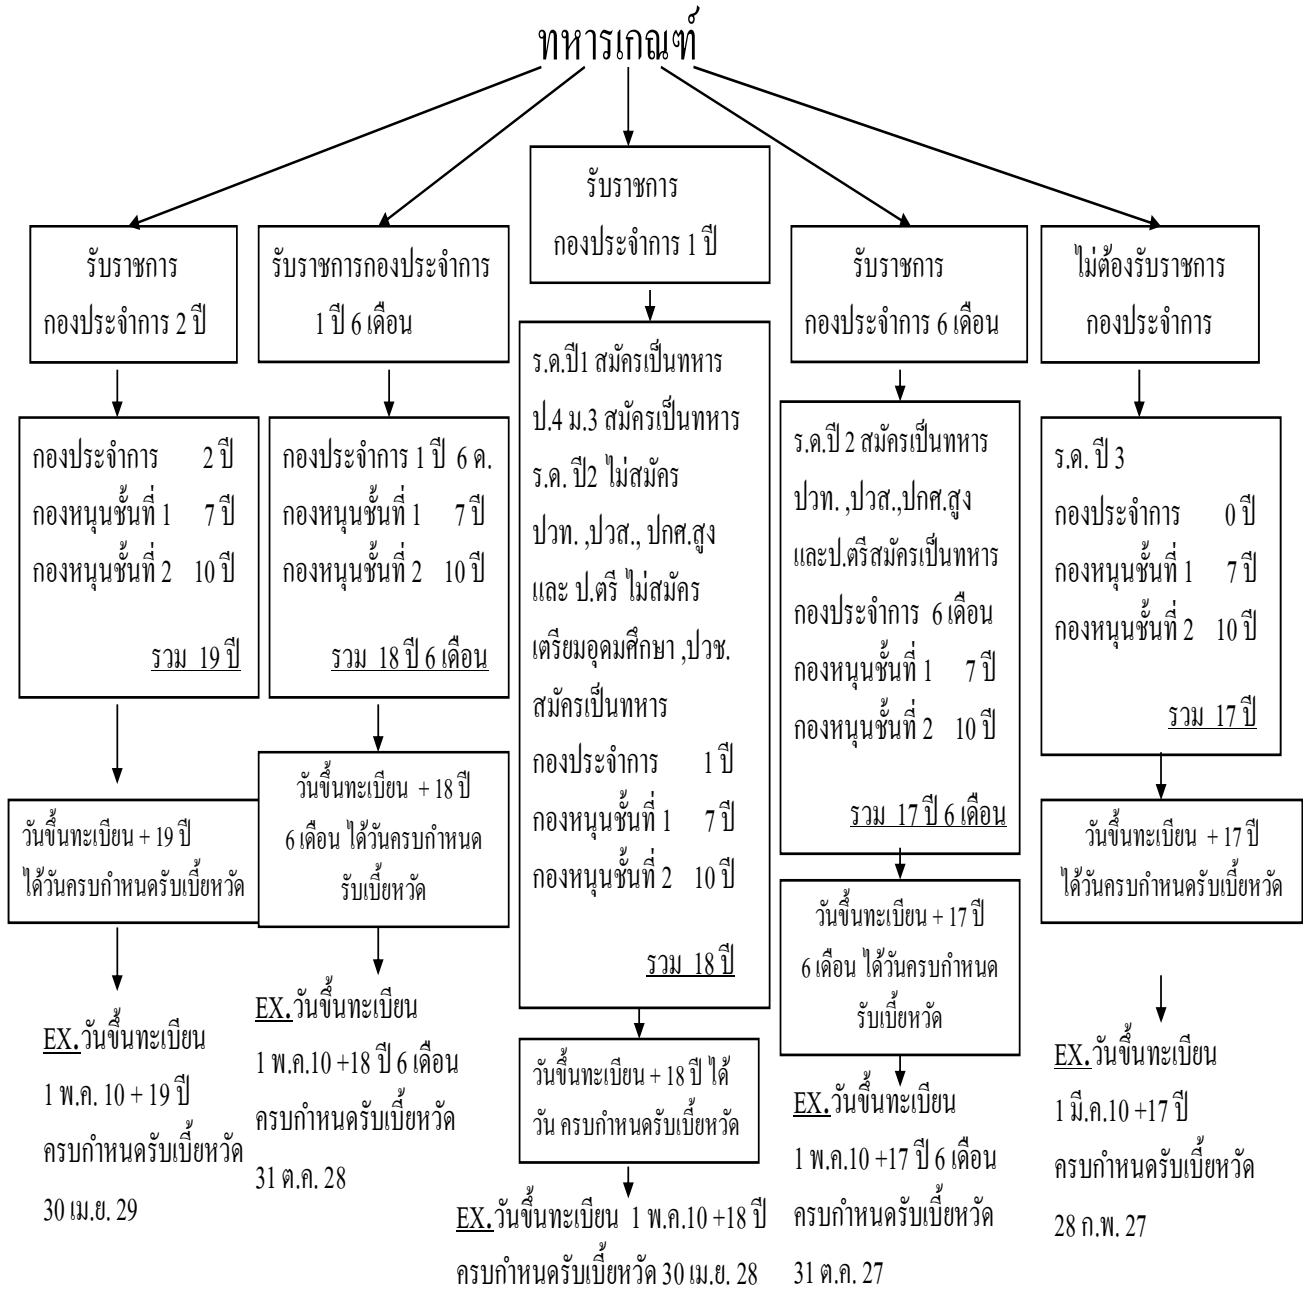 ทหารเกณฑ์
รับราชการ
กองประจำการ 2 ปี
กองประจำการ 2 ปี
กองหนุนชั้นที่ 1 7 ปี
กองหนุนชั้นที่ 2 10 ปี
รวม 19 ปี
วันขึ้นทะเบียน + 19 ปี
ได้วันครบกำหนดรับเบี้ยหวัด
EX.วันขึ้นทะเบียน
1 พ.ค. 10 + 19 ปี
ครบกำหนดรับเบี้ยหวัด
30 เม.ย. 29
รับราชการกองประจำการ
1 ปี 6 เดือน
กองประจำการ 1 ปี 6 ด.
กองหนุนชั้นที่ 1 7 ปี
กองหนุนชั้นที่ 2 10 ปี
รวม 18 ปี 6 เดือน
วันขึ้นทะเบียน + 18 ปี
6 เดือน ได้วันครบกำหนด
รับเบี้ยหวัด
EX.วันขึ้นทะเบียน
1 พ.ค.10 +18 ปี 6 เดือน
ครบกำหนดรับเบี้ยหวัด
31 ต.ค. 28
รับราชการ
กองประจำการ 1 ปี
ร.ด.ปี1 สมัครเป็นทหาร
ป.4 ม.3 สมัครเป็นทหาร
ร.ด. ปี2 ไม่สมัคร
ปวท. ,ปวส., ปกศ.สูง
และ ป.ตรี ไม่สมัคร
เตรียมอุดมศึกษา ,ปวช.
สมัครเป็นทหาร
กองประจำการ 1 ปี
กองหนุนชั้นที่ 1 7 ปี
กองหนุนชั้นที่ 2 10 ปี
รวม 18 ปี
วันขึ้นทะเบียน + 18 ปี ได้
วัน ครบกำหนดรับเบี้ยหวัด
EX.วันขึ้นทะเบียน 1 พ.ค.10 +18 ปี
ครบกำหนดรับเบี้ยหวัด 30 เม.ย. 28
รับราชการ
กองประจำการ 6 เดือน
ร.ด.ปี 2 สมัครเป็นทหาร
ปวท. ,ปวส.,ปกศ.สูง
และป.ตรีสมัครเป็นทหาร
กองประจำการ 6 เดือน
กองหนุนชั้นที่ 1 7 ปี
กองหนุนชั้นที่ 2 10 ปี
รวม 17 ปี 6 เดือน
วันขึ้นทะเบียน + 17 ปี
6 เดือน ได้วันครบกำหนด
รับเบี้ยหวัด
EX.วันขึ้นทะเบียน
1 พ.ค.10 +17 ปี 6 เดือน
ครบกำหนดรับเบี้ยหวัด
31 ต.ค. 27
ไม่ต้องรับราชการ
กองประจำการ
ร.ด. ปี 3
กองประจำการ 0 ปี
กองหนุนชั้นที่ 1 7 ปี
กองหนุนชั้นที่ 2 10 ปี
รวม 17 ปี
วันขึ้นทะเบียน + 17 ปี
ได้วันครบกำหนดรับเบี้ยหวัด
EX.วันขึ้นทะเบียน
1 มี.ค.10 +17 ปี
ครบกำหนดรับเบี้ยหวัด
28 ก.พ. 27